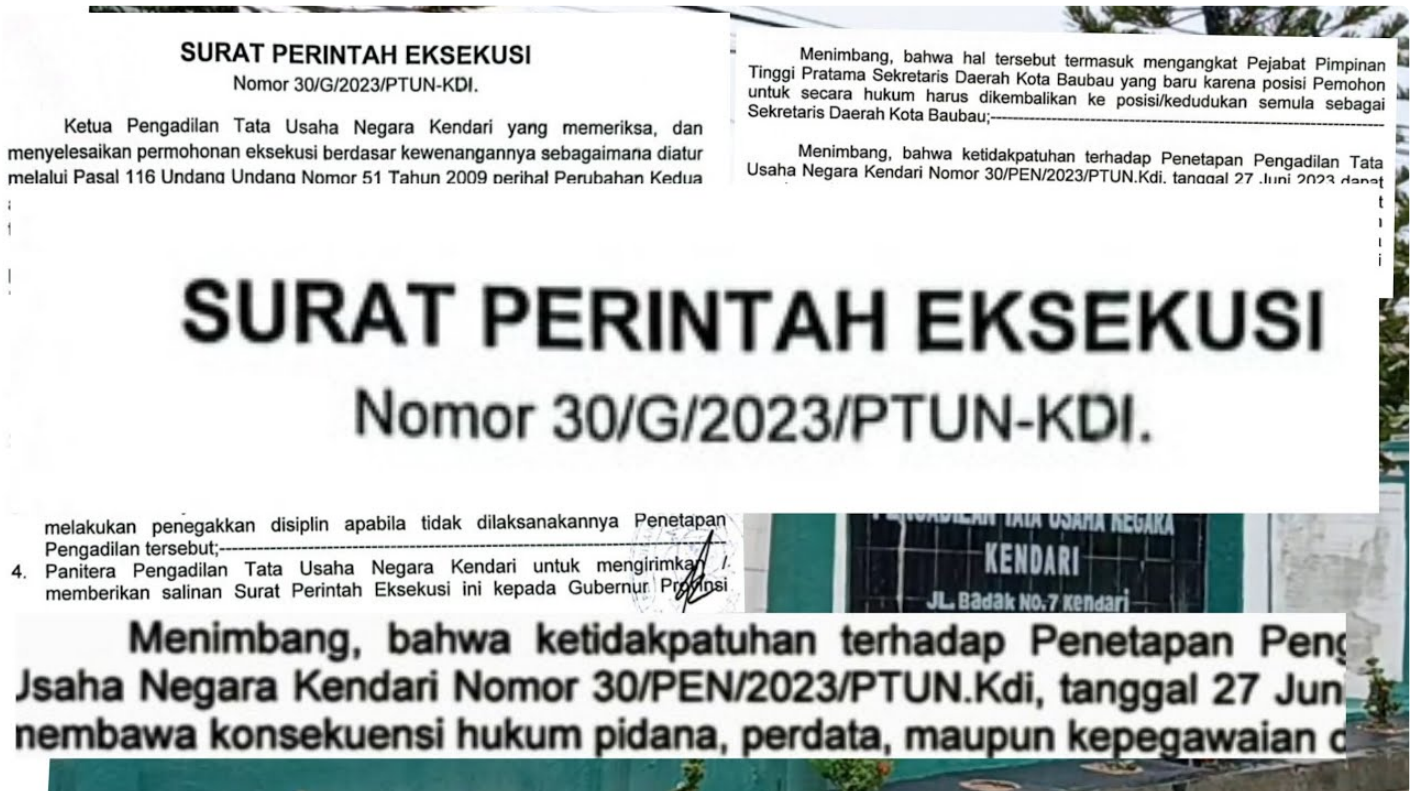 SURAT PERINTAH EKSEKUSI
Nomor 30/G/2023/PTUN-KDI.
Ketua Pengadilan Tata Usaha Negara Kendari yang memeriksa, dan
menyelesaikan permohonan eksekusi berdasar kewenangannya sebagaimana diatur
melalui Pasal 116 Undang Undang Nomor 51 Tahun 2009 perihal Perubahan Kedua
Menimbang, bahwa hal tersebut termasuk mengangkat Pejabat Pimpinan
Tinggi Pratama Sekretaris Daerah Kota Baubau yang baru karena posisi Pemohon
untuk secara hukum harus dikembalikan ke posisi/kedudukan semula sebagai
Sekretaris Daerah Kota Baubau;
Menimbang, bahwa ketidakpatuhan terhadap Penetapan Pengadilan Tata
Usaha Negara Kendari Nomor 30/PEN/2023/PTUN.Kdi, tanggal 27 Juni 2023 dapat
SURAT PERINTAH EKSEKUSI
Nomor 30/G/2023/PTUN-KDI.
melakukan penegakkan disiplin apabila tidak dilaksanakannya Penetapan
Pengadilan tersebut;
4. Panitera Pengadilan Tata Usaha Negara Kendari untuk mengirimkan /
memberikan salinan Surat Perintah Eksekusi ini kepada Gubernur Provinsi
PENGADILAN TATA USAHA NEGARA
KENDARI
JL. Badak NO.7 Kendari
Menimbang, bahwa ketidakpatuhan terhadap Penetapan Peng
Usaha Negara Kendari Nomor 30/PEN/2023/PTUN.Kdi, tanggal 27 Jun
membawa konsekuensi hukum pidana, perdata, maupun kepegawaian